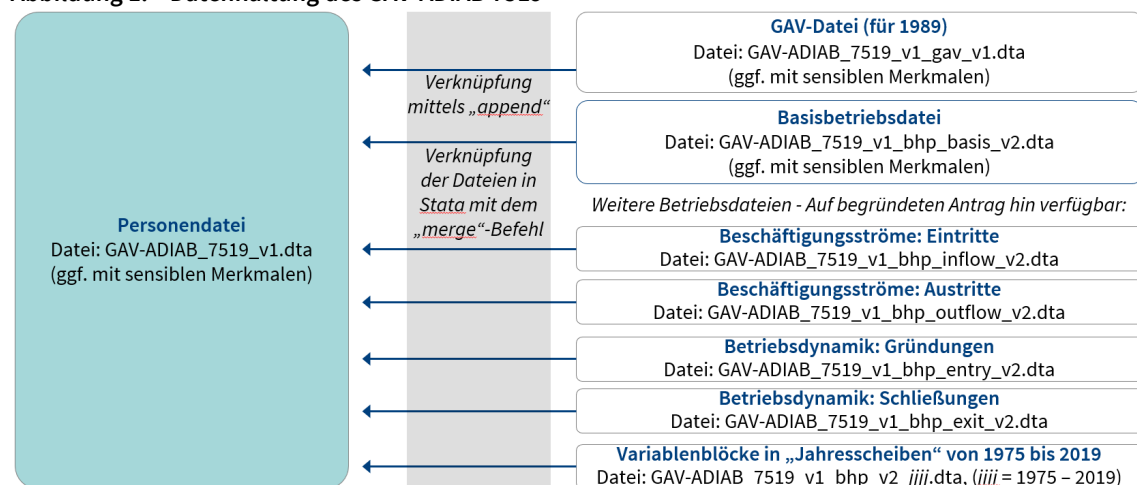 Personendatei
Datei: GAV-ADIAB_7519_v1.dta
(ggf. mit sensiblen Merkmalen)
Verknüpfung
mittels „append“
Verknüpfung
der Dateien in
Stata mit dem
„merge“-Befehl
GAV-Datei (für 1989)
Datei: GAV-ADIAB_7519_v1_gav_v1.dta
(ggf. mit sensiblen Merkmalen)
Basisbetriebsdatei
Datei: GAV-ADIAB_7519_v1_bhp_basis_v2.dta
(ggf. mit sensiblen Merkmalen)
Weitere Betriebsdateien - Auf begründeten Antrag hin verfügbar:
Beschäftigungsströme: Eintritte
Datei: GAV-ADIAB_7519_v1_bhp_inflow_v2.dta
Beschäftigungsströme: Austritte
Datei: GAV-ADIAB_7519_v1_bhp_outflow_v2.dta
Betriebsdynamik: Gründungen
Datei: GAV-ADIAB_7519_v1_bhp_entry_v2.dta
Betriebsdynamik: Schließungen
Datei: GAV-ADIAB_7519_v1_bhp_exit_v2.dta
Variablenblöcke in „Jahresscheiben“ von 1975 bis 2019
Datei: GAV-ADIAB_7519_v1_bhp_v2_jjjj.dta, (jjjj = 1975 – 2019)